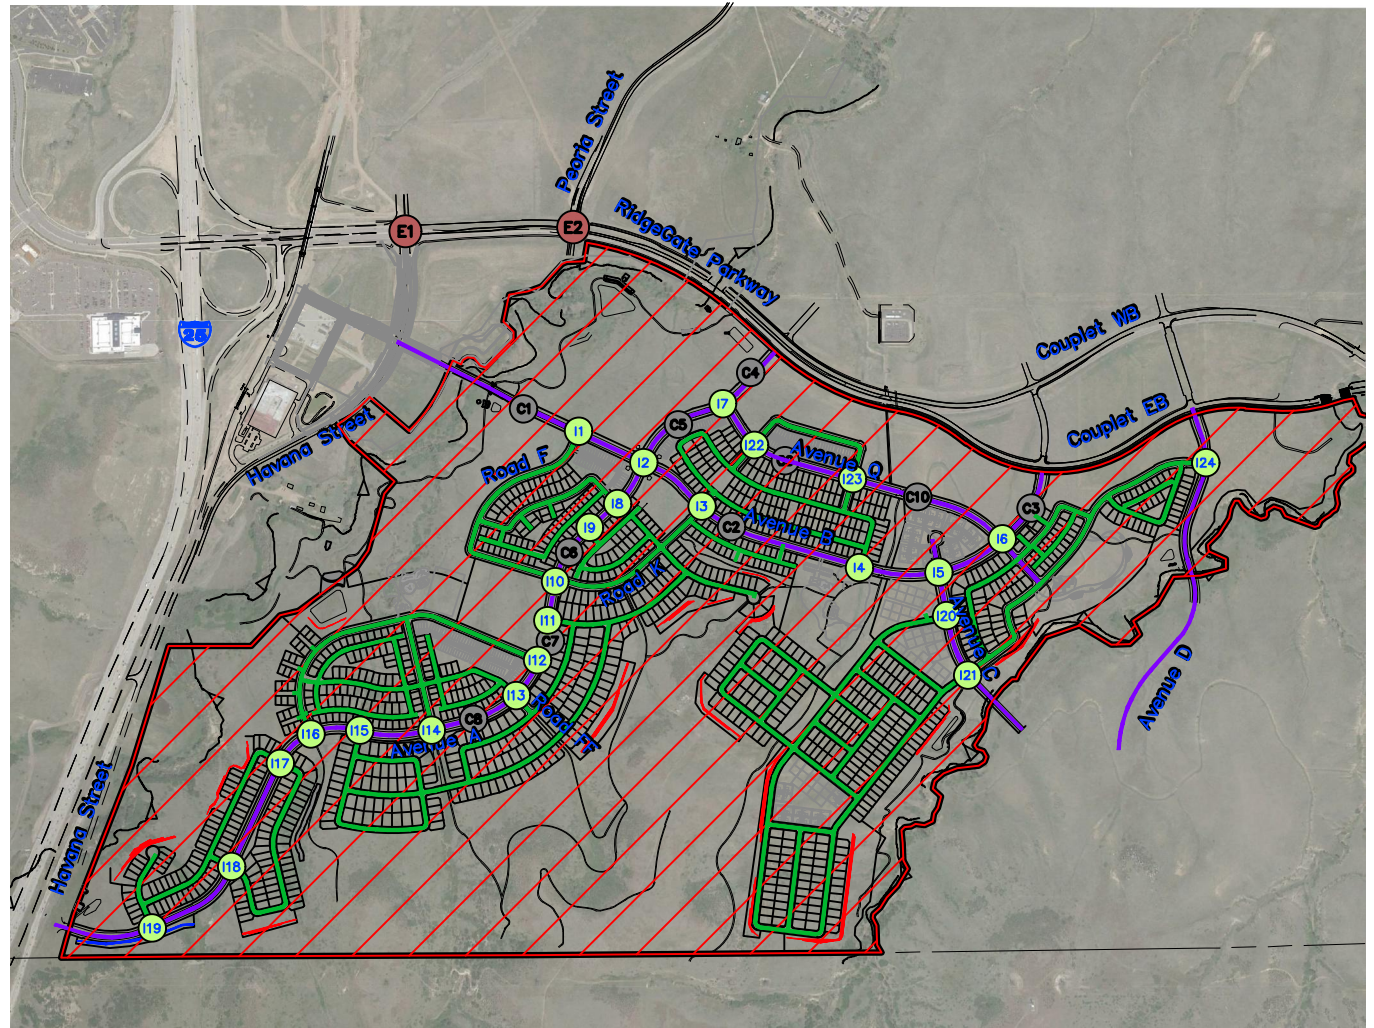 Peoria Street
RidgeGate Parkway
E1
E2
25
Couplet WB
Couplet EB
C4
C1
I7
C5
I1
Havana Street
Road F
I2
I22
Avenue O
I24
I23
I8
I3
C10
C3
I9
C2
Avenue B
I6
C6
I4
I5
I10
Road K
I11
I20
Avenue C
C7
I12
I21
I13
Road FF
Avenue D
C8
I14
I15
I16
Avenue A
I17
Havana Street
I18
I19